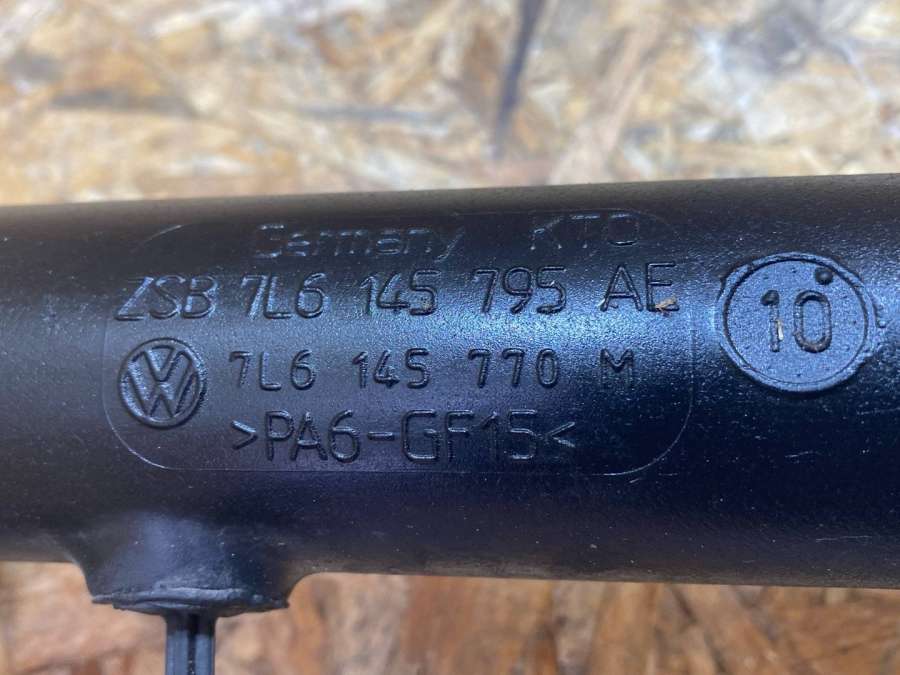 Germany KTO
ZSB 7L6 145 795 AE
7L6 145 770 M
>PA6-GF15<
10